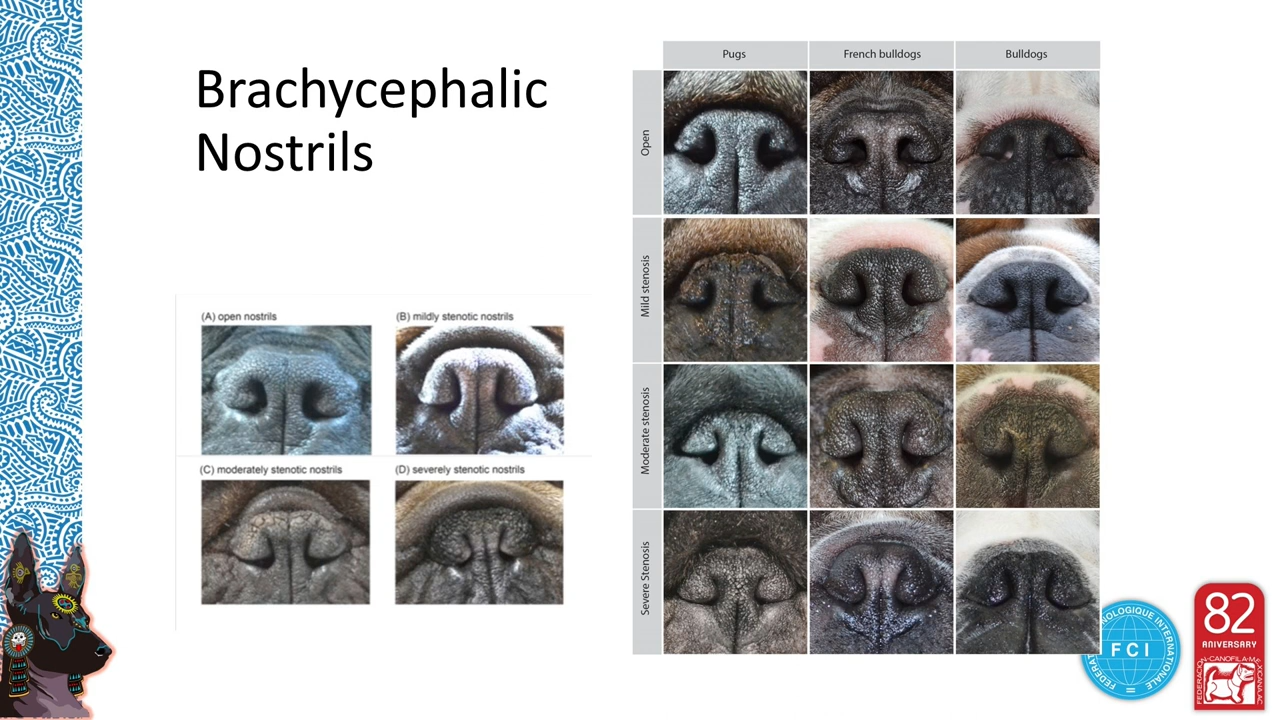 Brachycephalic
Nostrils
(A) open nostrils
(B) mildly stenotic nostrils
(C) moderately stenotic nostrils
(D) severely stenotic nostrils
Pugs
French bulldogs
Bulldogs
Open
Mild stenosis
Moderate stenosis
Severe Stenosis
FCI
82
ANIVERSARY